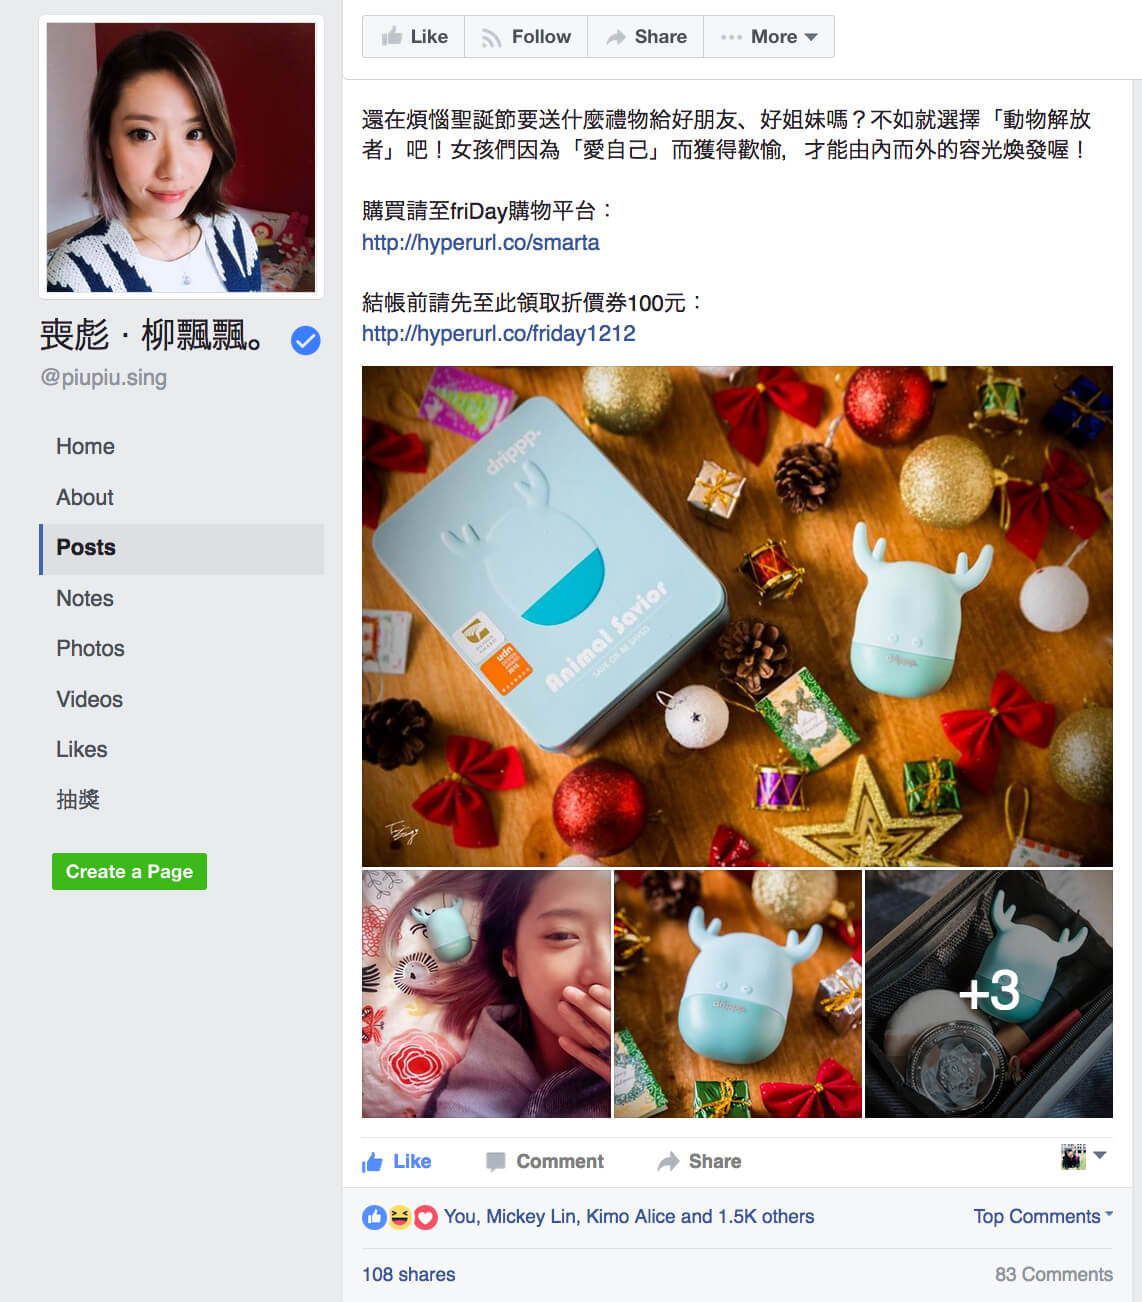 Like
Follow
Share
More
還在煩惱聖誕節要送什麼禮物給好朋友、好姐妹嗎？不如就選擇「動物解放
者」吧！女孩們因為「愛自己」而獲得歡愉，才能由內而外的容光煥發喔！
購買請至friDay購物平台：
http://hyperurl.co/smarta
結帳前請先至此領取折價券100元：
http://hyperurl.co/friday1212
喪彪・柳飄飄。
@piupiu.sing
Home
About
Posts
Notes
Photos
Videos
Likes
抽獎
Create a Page
drippp.
Animal Savior
SAVE OR BE SAVED
udn
drippp.
drippp.
+3
Like
Comment
Share
You, Mickey Lin, Kimo Alice and 1.5K others
Top Comments
108 shares
83 Comments